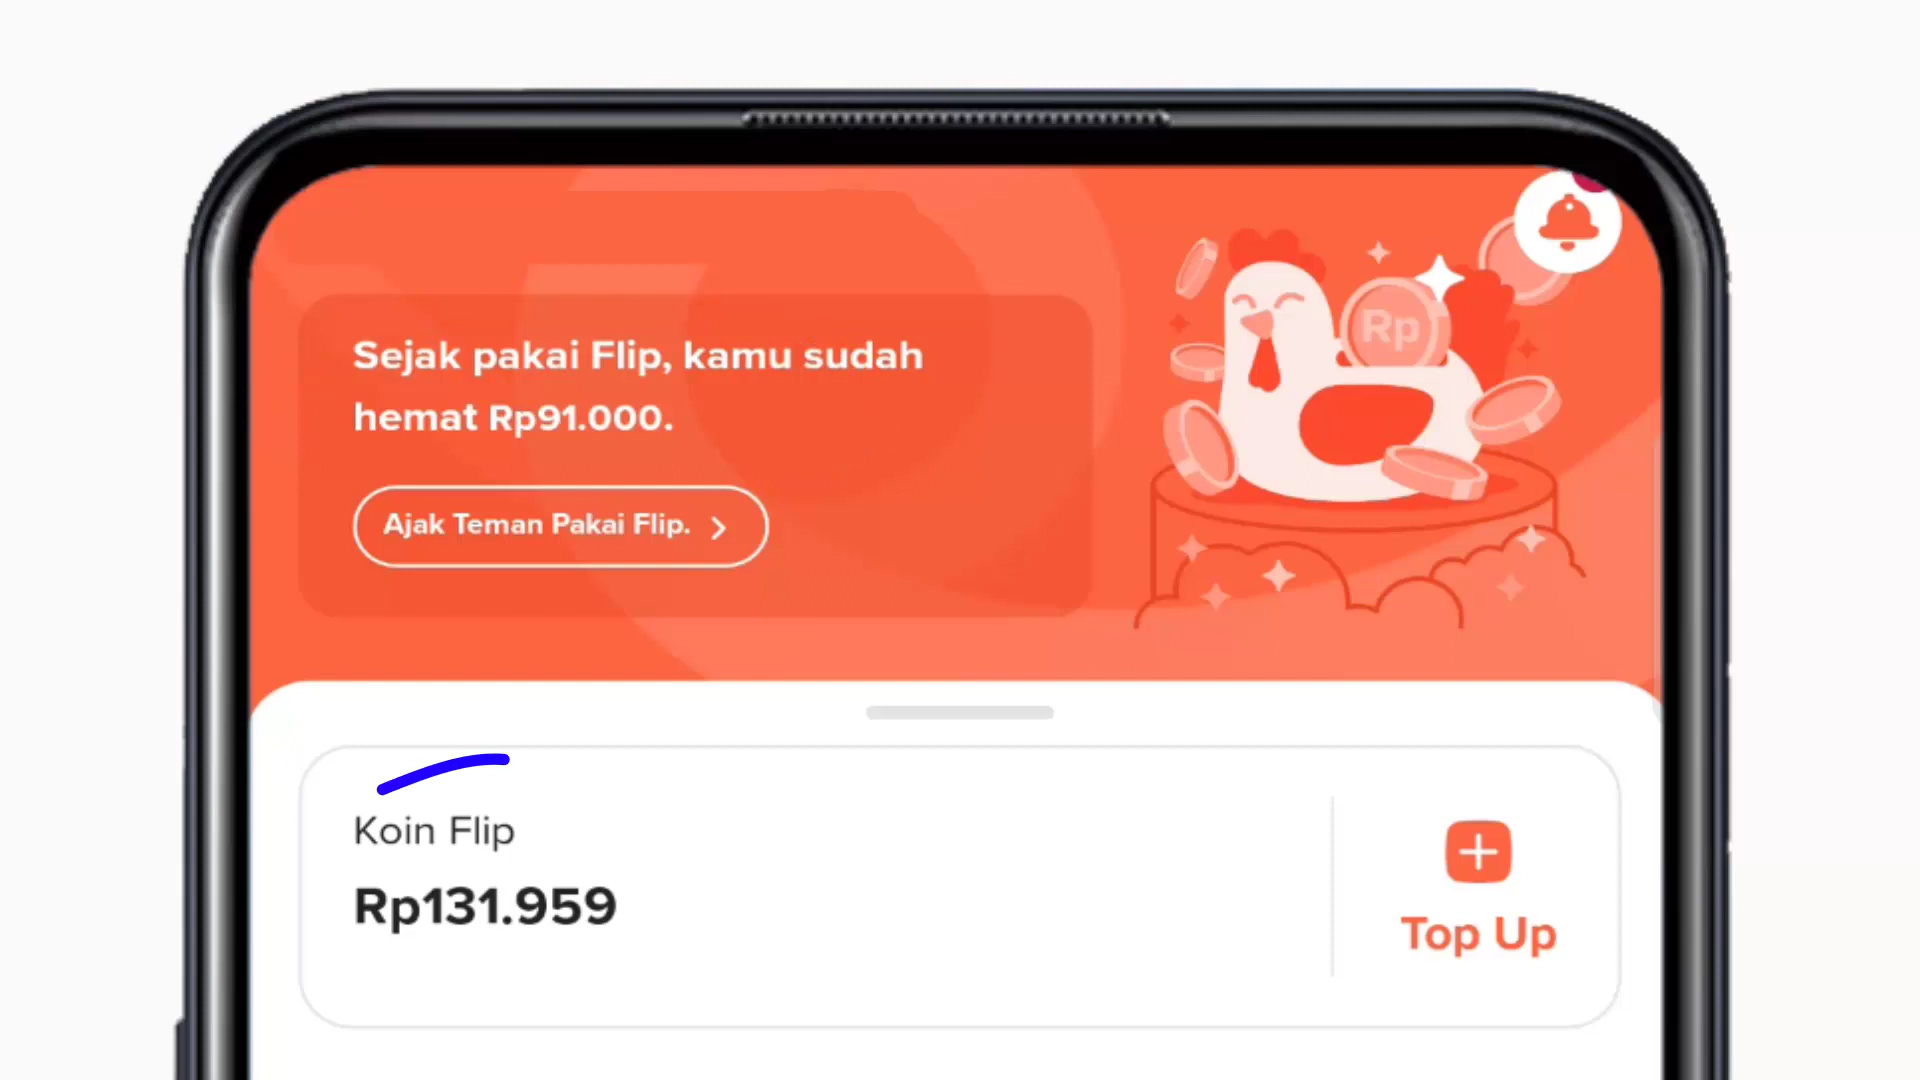 Sejak pakai Flip, kamu sudah
hemat Rp91.000.
Ajak Teman Pakai Flip.
Rp
Koin Flip
Rp131.959
Top Up